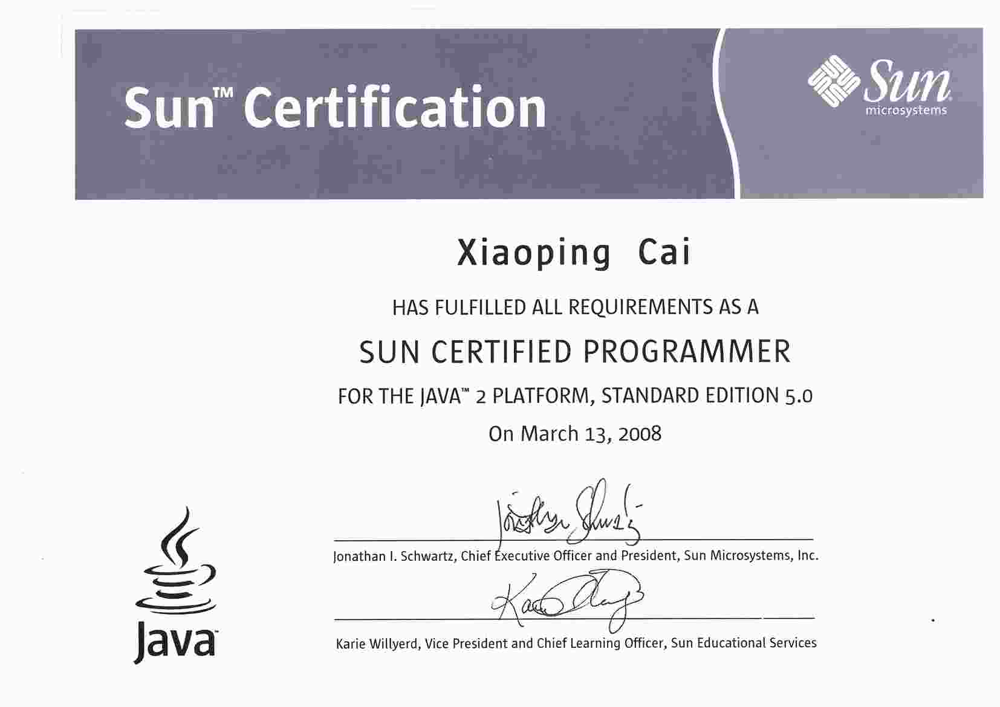 Sun™ Certification
Sun
microsystems
Xiaoping Cai
HAS FULFILLED ALL REQUIREMENTS AS A
SUN CERTIFIED PROGRAMMER
FOR THE JAVA™ 2 PLATFORM, STANDARD EDITION 5.0
On March 13, 2008
Jonathan Schwartz
Jonathan I. Schwartz, Chief Executive Officer and President, Sun Microsystems, Inc.
Karie Willyerd, Vice President and Chief Learning Officer, Sun Educational Services
Java™